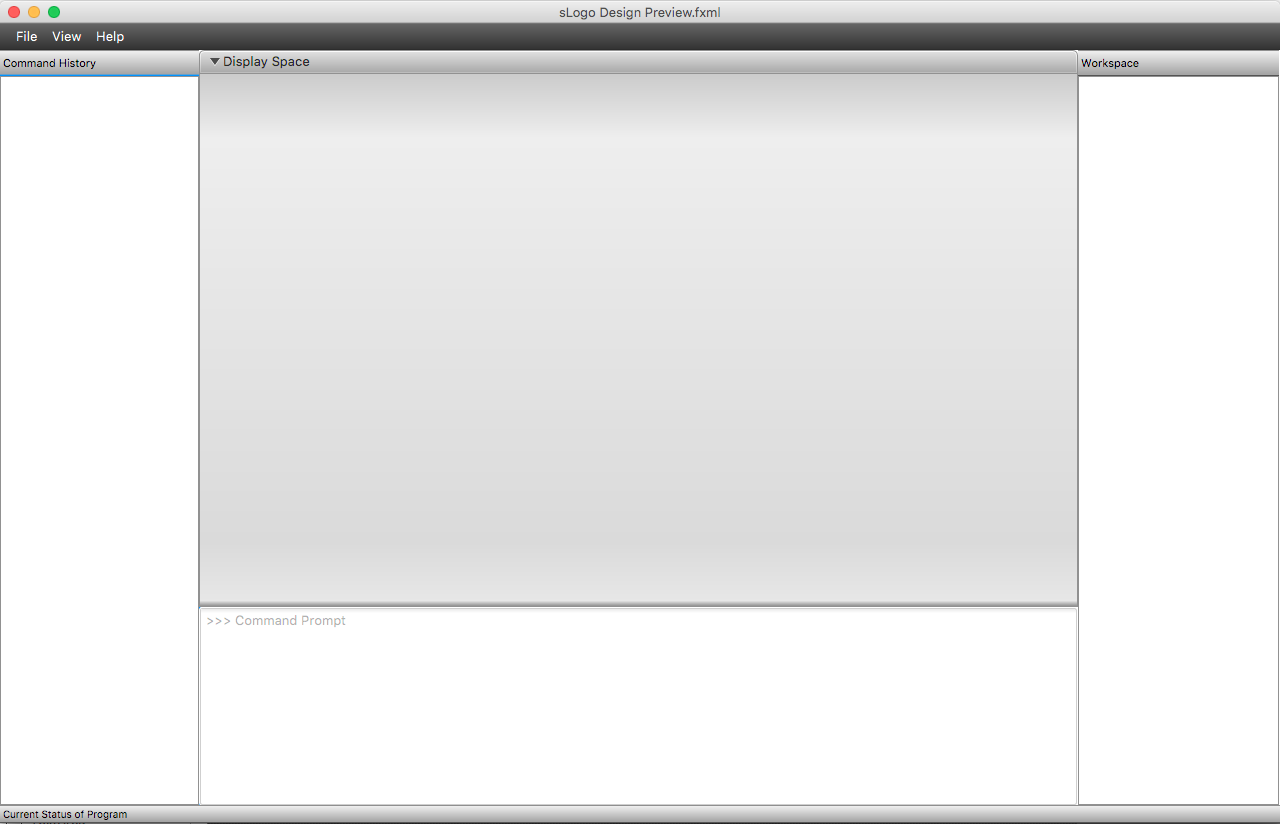 sLogo Design Preview.fxml
File View Help
Command History
Display Space
Workspace
>>> Command Prompt
Current Status of Program